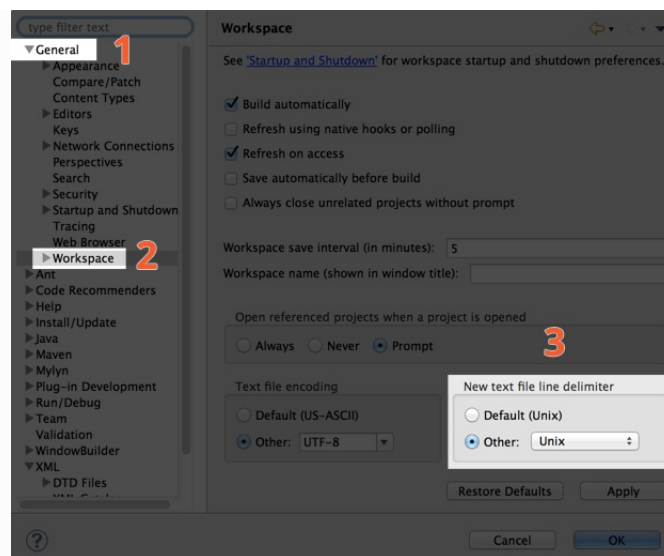 type filter text
General
1
Appearance
Compare/Patch
Content Types
Editors
Keys
Network Connections
Perspectives
Search
Security
Startup and Shutdown
Tracing
Web Browser
2
Workspace
Ant
Code Recommenders
Help
Install/Update
Java
Maven
Mylyn
Plug-in Development
Run/Debug
Team
Validation
WindowBuilder
XML
DTD Files
Workspace
See 'Startup and Shutdown' for workspace startup and shutdown preferences.
Build automatically
Refresh using native hooks or polling
Refresh on access
Save automatically before build
Always close unrelated projects without prompt
Workspace save interval (in minutes): 5
Workspace name (shown in window title):
Open referenced projects when a project is opened
3
Always Never Prompt
Text file encoding
Default (US-ASCII)
Other: UTF-8
New text file line delimiter
Default (Unix)
Other: Unix
Restore Defaults Apply
? Cancel OK